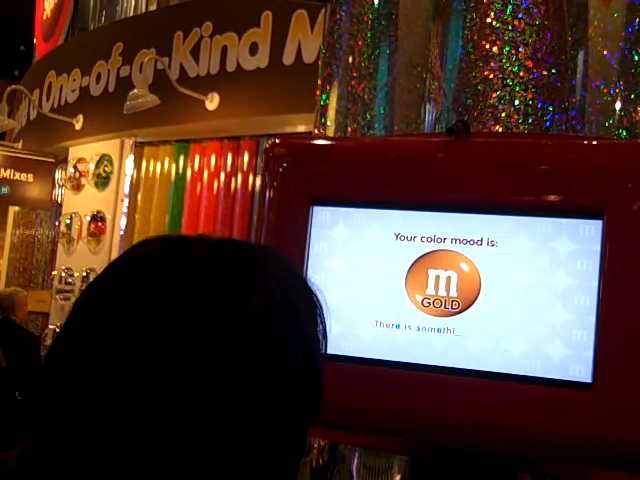 a One-of-a-Kind M
Mixes
Your color mood is:
m
GOLD
There is somethi_